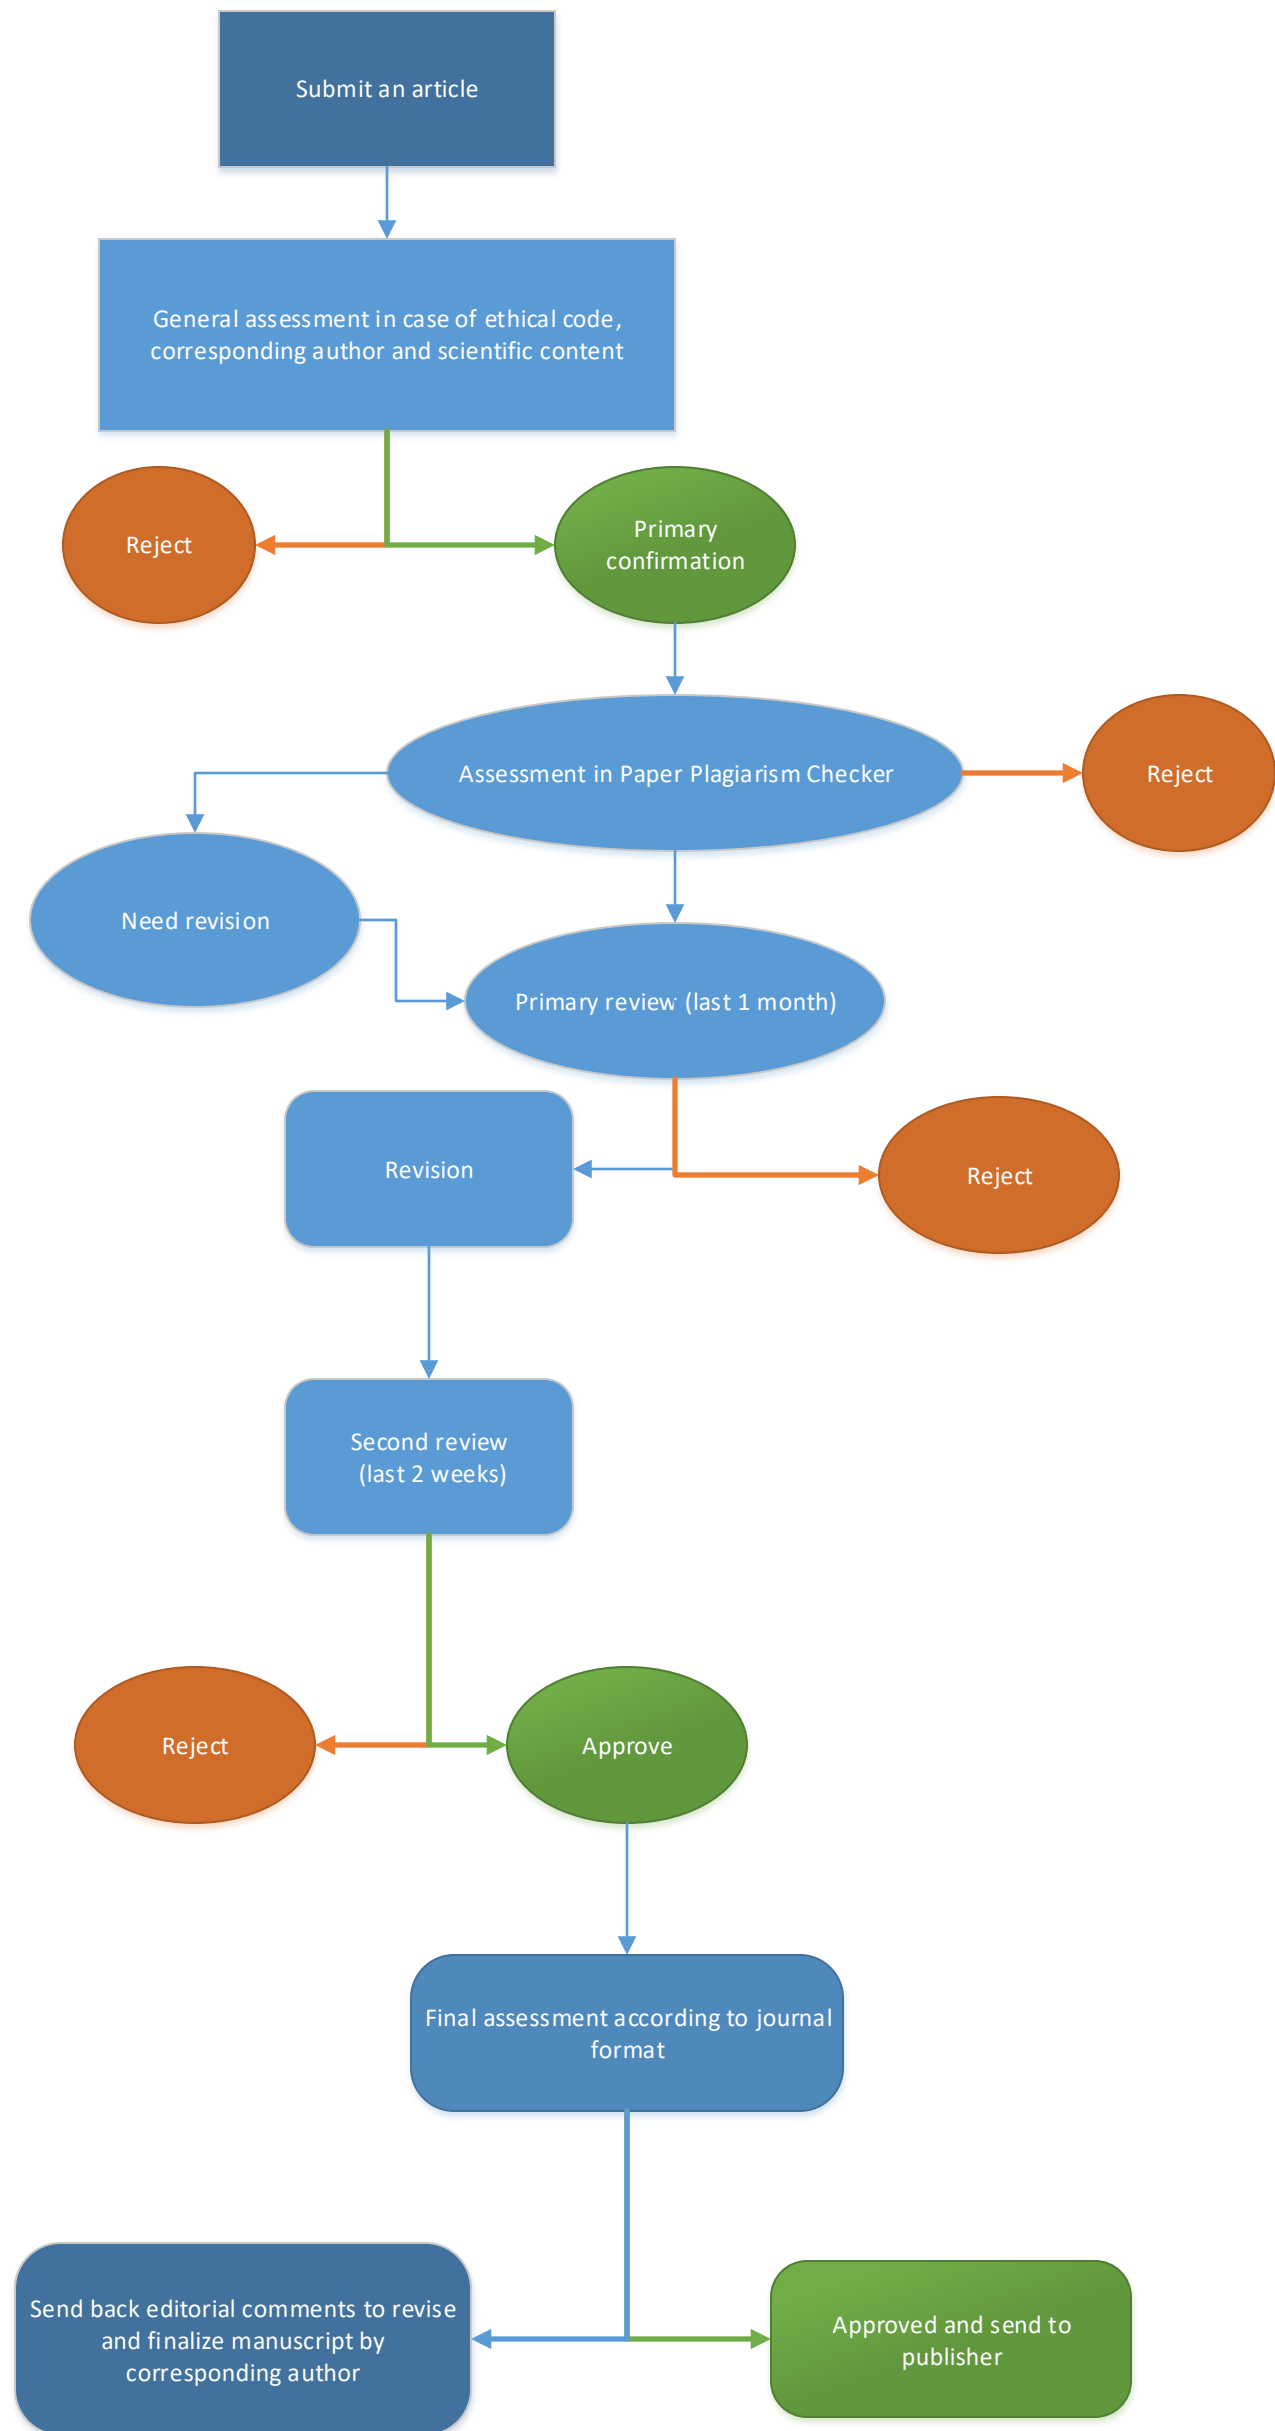 Submit an article
General assessment in case of ethical code,
corresponding author and scientific content
Reject
Primary
confirmation
Assessment in Paper Plagiarism Checker
Reject
Need revision
Primary review (last 1 month)
Revision
Reject
Second review
(last 2 weeks)
Reject
Approve
Final assessment according to journal
format
Send back editorial comments to revise
and finalize manuscript by
corresponding author
Approved and send to
publisher